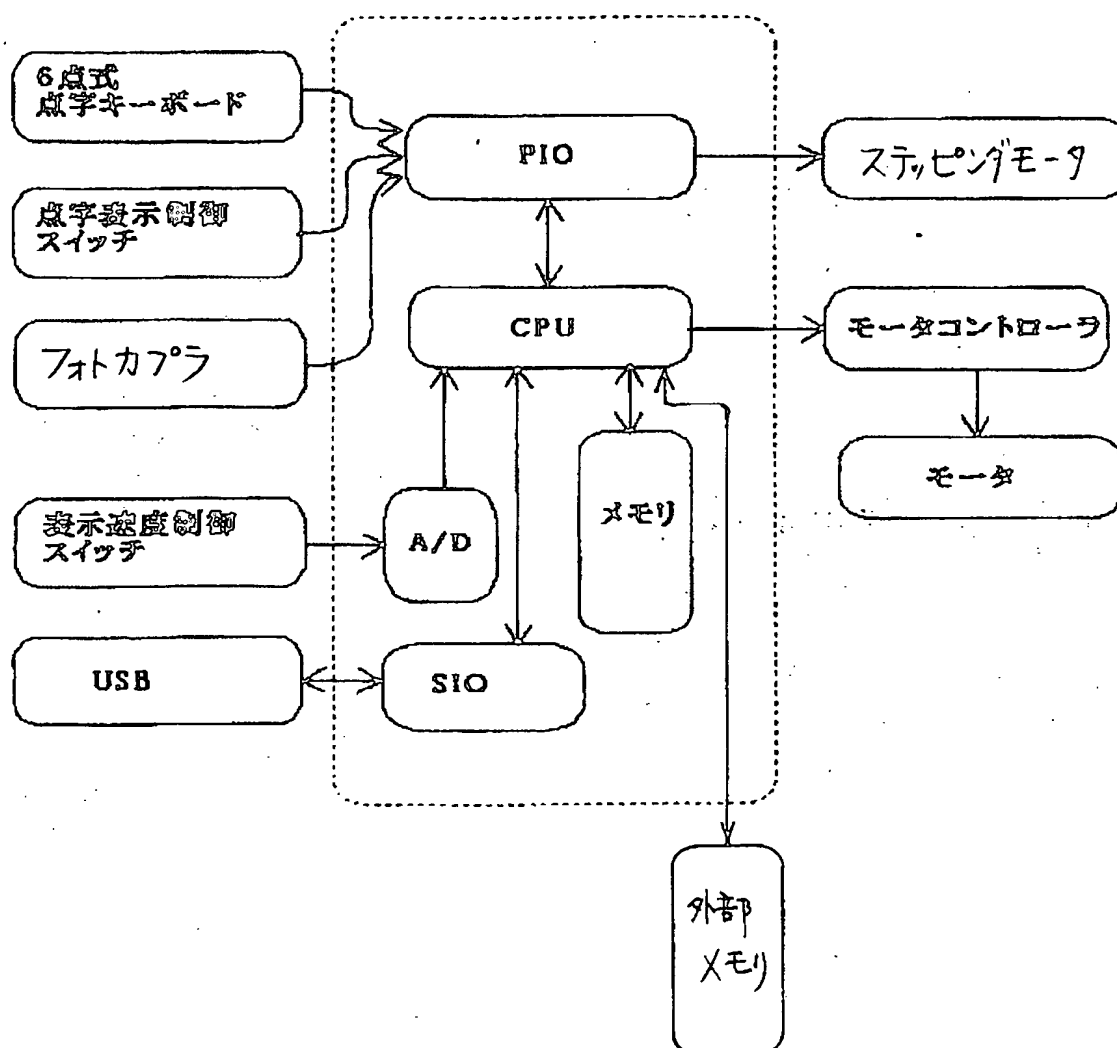 6点式
点字キーボード
PIO
ステッピングモータ
点字表示制御
スイッチ
CPU
モータコントローラ
フォトカプラ
モータ
メモリ
表示速度制御
スイッチ
A/D
USB
SIO
外部
メモリ